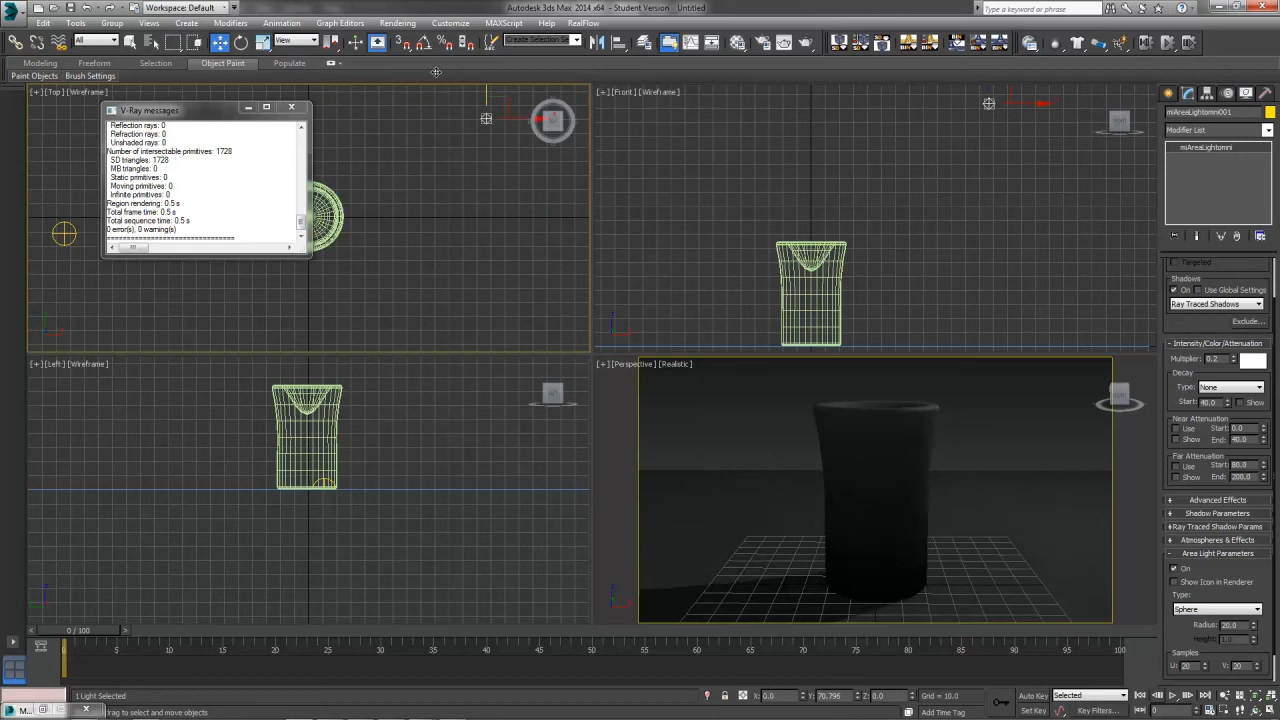 Workspace: Default
Autodesk 3ds Max 2014 x64 - Student Version
Untitled
Type a keyword or phrase
Edit
Tools
Group
Views
Create
Modifiers
Animation
Graph Editors
Rendering
Customize
MAXScript
Help
RealFlow
All
View
Create Selection Se
Modeling
Freeform
Selection
Object Paint
Populate
Paint Objects
Brush Settings
[+] [Top] [Wireframe]
[+] [Front] [Wireframe]
V-Ray messages
Reflection rays: 0
Refraction rays: 0
Unshaded rays: 0
Number of intersectable primitives: 1728
SD triangles: 1728
MB triangles: 0
Static primitives: 0
Moving primitives: 0
Infinite primitives: 0
Region rendering: 0.5 s
Total frame time: 0.5 s
Total sequence time: 0.5 s
0 error(s), 0 warning(s)
==============================
[+] [Left] [Wireframe]
[+] [Perspective] [Realistic]
miAreaLightomni001
Modifier List
miAreaLightomni
Targeted
Shadows
On
Use Global Settings
Ray Traced Shadows
Exclude...
Intensity/Color/Attenuation
Multiplier: 0.2
Decay
Type: None
Start: 40.0
Show
Near Attenuation
Use
Start: 0.0
Show
End: 40.0
Far Attenuation
Use
Start: 80.0
Show
End: 200.0
Advanced Effects
Shadow Parameters
Ray Traced Shadow Params
Atmospheres & Effects
Area Light Parameters
On
Show Icon in Renderer
Type:
Sphere
Radius: 20.0
Height: 1.0
Samples
U: 20
V: 20
0 / 100
0 5 10 15 20 25 30 35 40 45 50 55 60 65 70 75 80 85 90 95 100
1 Light Selected
X: 0.0
Y: 70.796
Z: 0.0
Grid = 10.0
Auto Key
Selected
drag to select and move objects
Add Time Tag
Set Key
Key Filters...
0